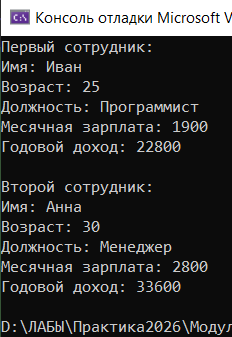 Консоль отладки Microsoft V
Первый сотрудник:
Имя: Иван
Возраст: 25
Должность: Программист
Месячная зарплата: 1900
Годовой доход: 22800
Второй сотрудник:
Имя: Анна
Возраст: 30
Должность: Менеджер
Месячная зарплата: 2800
Годовой доход: 33600
D:\ЛАБЫ\Практика2026\Модул